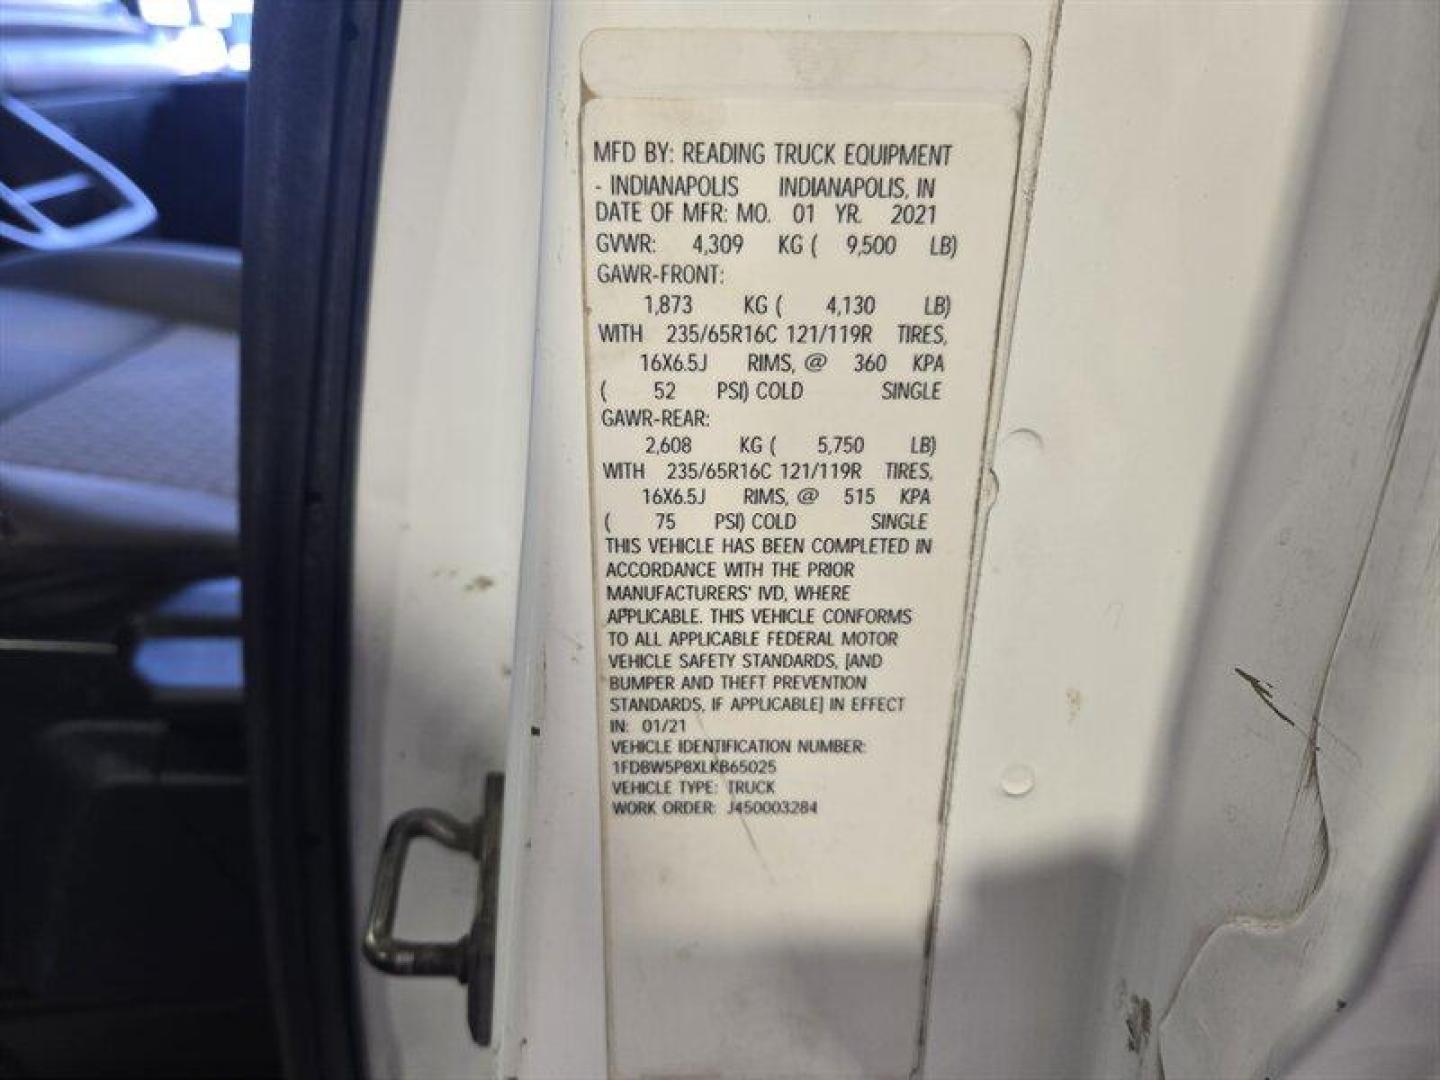 MFD BY: READING TRUCK EQUIPMENT
- INDIANAPOLIS INDIANAPOLIS, IN
DATE OF MFR: MO. 01 YR. 2021
GVWR: 4,309 KG ( 9,500 LB)
GAWR-FRONT:
1,873 KG ( 4,130 LB)
WITH 235/65R16C 121/119R TIRES,
16X6.5J RIMS, @ 360 KPA
( 52 PSI) COLD SINGLE
GAWR-REAR:
2,608 KG ( 5,750 LB)
WITH 235/65R16C 121/119R TIRES,
16X6.5J RIMS, @ 515 KPA
( 75 PSI) COLD SINGLE
THIS VEHICLE HAS BEEN COMPLETED IN
ACCORDANCE WITH THE PRIOR
MANUFACTURERS' IVD, WHERE
APPLICABLE. THIS VEHICLE CONFORMS
TO ALL APPLICABLE FEDERAL MOTOR
VEHICLE SAFETY STANDARDS, [AND
BUMPER AND THEFT PREVENTION
STANDARDS, IF APPLICABLE] IN EFFECT
IN: 01/21
VEHICLE IDENTIFICATION NUMBER:
1FDBW5P8XLKB65025
VEHICLE TYPE: TRUCK
WORK ORDER: J450003284